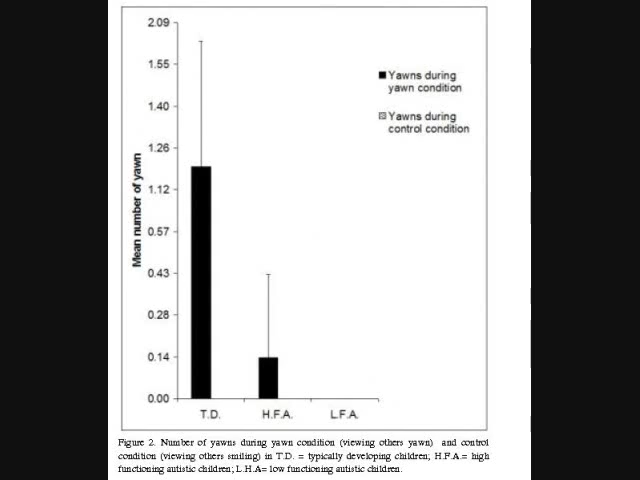 2.09
1.55
1.40
1.26
1.12
0.57
0.43
0.28
0.14
0.00
Mean number of yawn
Yawns during
yawn condition
Yawns during
control condition
T.D.
H.F.A.
L.F.A.
Figure 2. Number of yawns during yawn condition (viewing others yawn) and control
condition (viewing others smiling) in T.D. = typically developing children; H.F.A.= high
functioning autistic children; L.H.A= low functioning autistic children.